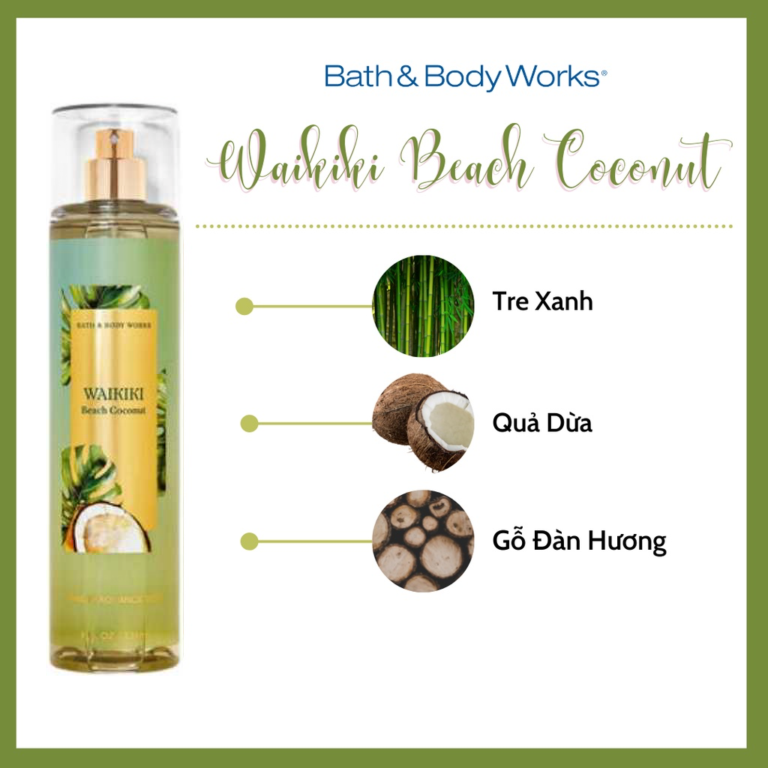 Bath & Body Works®
Waikiki Beach Coconut
BATH & BODY WORKS
WAIKIKI
Beach Coconut
Tre Xanh
Quả Dừa
Gỗ Đàn Hương